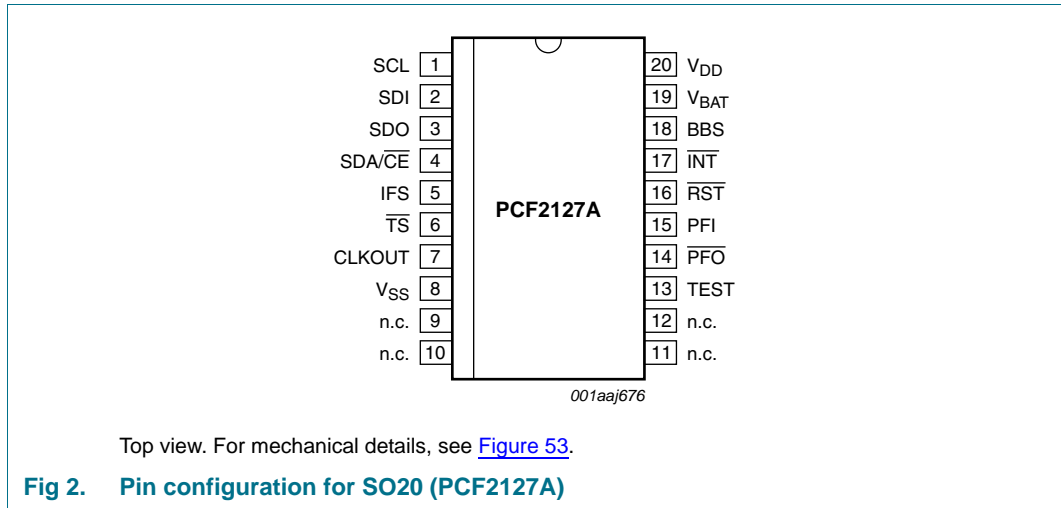 SCL 1 20 VDD
SDI 2 19 VBAT
SDO 3 18 BBS
SDA/CE 4 17 INT
IFS 5 16 RST
PCF2127A
TS 6 15 PFI
CLKOUT 7 14 PFO
VSS 8 13 TEST
n.c. 9 12 n.c.
n.c. 10 11 n.c.
001aaj676
Top view. For mechanical details, see Figure 53.
Fig 2. Pin configuration for SO20 (PCF2127A)